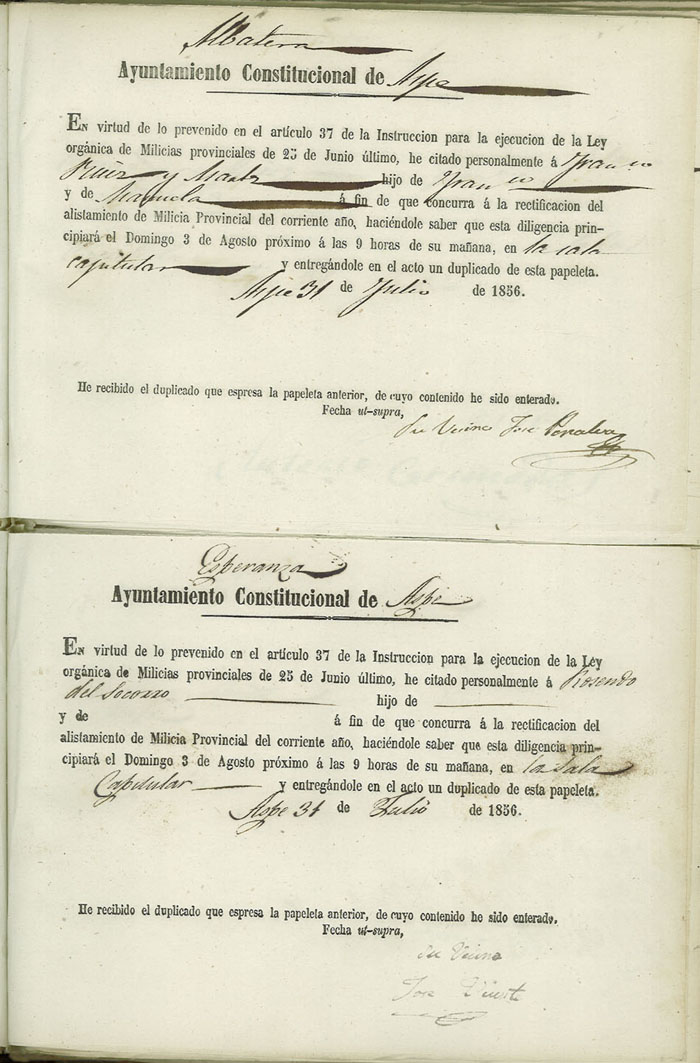 Albatera
Ayuntamiento Constitucional de Aspe
EN virtud de lo prevenido en el artículo 37 de la Instruccion para la ejecucion de la Ley
orgánica de Milicias provinciales de 25 de Junio último, he citado personalmente á Franco
y hijo de Franco
y de Manuela á fin de que concurra á la rectificacion del
alistamiento de Milicia Provincial del corriente año, haciéndole saber que esta diligencia prin-
cipiará el Domingo 3 de Agosto próximo á las 9 horas de su mañana, en la sala
capitular y entregándole en el acto un duplicado de esta papeleta.
Aspe 31 de Julio de 1856.
He recibido el duplicado que espresa la papeleta anterior, de cuyo contenido he sido enterado.
Fecha ut-supra,
Su Vecino Jose Penalva
Esperanza
Ayuntamiento Constitucional de Aspe
EN virtud de lo prevenido en el artículo 37 de la Instruccion para la ejecucion de la Ley
orgánica de Milicias provinciales de 25 de Junio último, he citado personalmente á Rosendo
del Socorro hijo de
y de á fin de que concurra á la rectificacion del
alistamiento de Milicia Provincial del corriente año, haciéndole saber que esta diligencia prin-
cipiará el Domingo 3 de Agosto próximo á las 9 horas de su mañana, en la Sala
Capitular y entregándole en el acto un duplicado de esta papeleta.
Aspe 31 de Julio de 1856.
He recibido el duplicado que espresa la papeleta anterior, de cuyo contenido he sido enterado.
Fecha ut-supra,
Su Vecino
Jose